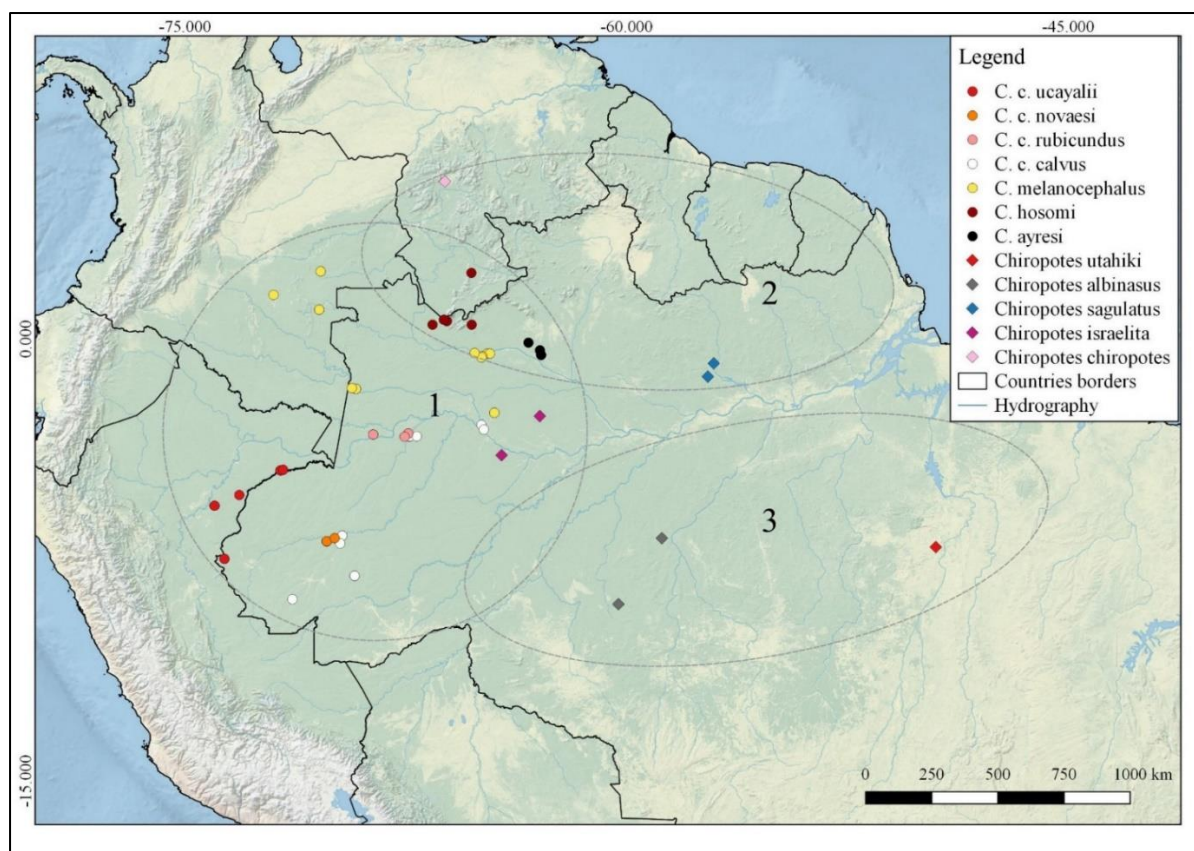 -75.000 -60.000 -45.000
Legend
C. c. ucayalii
C. c. novaesi
C. c. rubicundus
C. c. calvus
C. melanocephalus
C. hosomi
C. ayresi
Chiropotes utahiki
Chiropotes albinasus
Chiropotes sagulatus
Chiropotes israelita
Chiropotes chiropotes
Countries borders
Hydrography
0.000
2
1
3
-15.000
0 250 500 750 1000 km